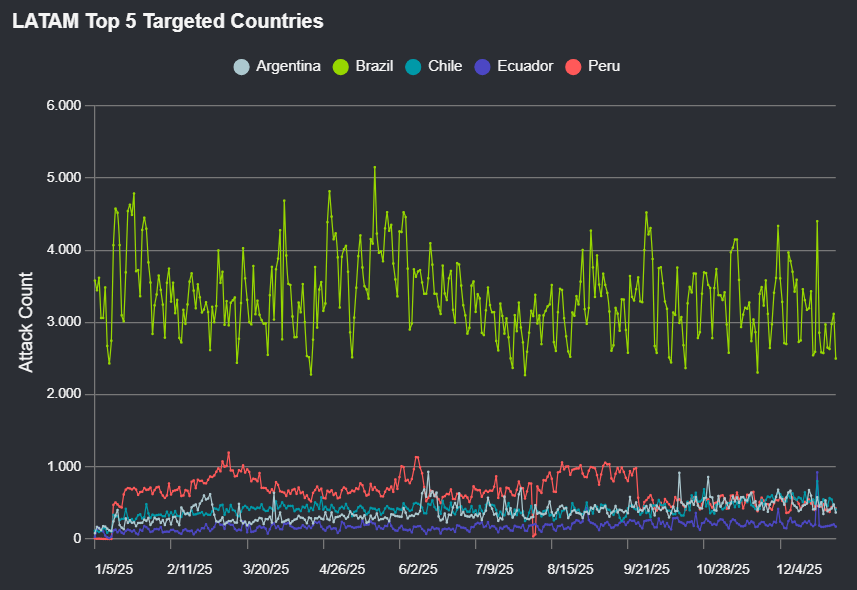 LATAM Top 5 Targeted Countries
Argentina Brazil Chile Ecuador Peru
6.000
5.000
4.000
3.000
2.000
1.000
0
Attack Count
1/5/25 2/11/25 3/20/25 4/26/25 6/2/25 7/9/25 8/15/25 9/21/25 10/28/25 12/4/25